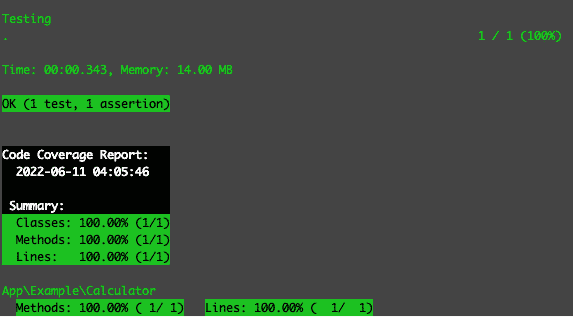 Testing
. 1 / 1 (100%)
Time: 00:00.343, Memory: 14.00 MB
OK (1 test, 1 assertion)
Code Coverage Report:
2022-06-11 04:05:46
Summary:
Classes: 100.00% (1/1)
Methods: 100.00% (1/1)
Lines: 100.00% (1/1)
App\Example\Calculator
Methods: 100.00% ( 1/ 1) Lines: 100.00% ( 1/ 1)